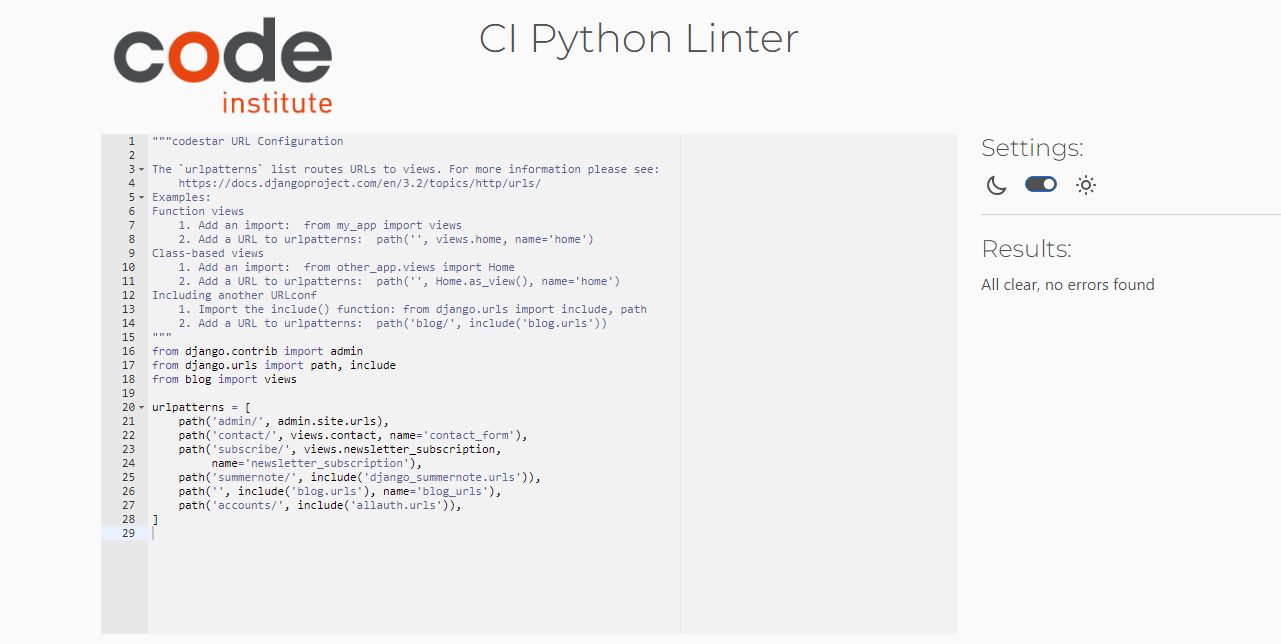 code
institute
CI Python Linter
1 """codestar URL Configuration
2
3 The `urlpatterns` list routes URLs to views. For more information please see:
4     https://docs.djangoproject.com/en/3.2/topics/http/urls/
5 Examples:
6 Function views
7     1. Add an import:  from my_app import views
8     2. Add a URL to urlpatterns:  path('', views.home, name='home')
9 Class-based views
10     1. Add an import:  from other_app.views import Home
11     2. Add a URL to urlpatterns:  path('', Home.as_view(), name='home')
12 Including another URLconf
13     1. Import the include() function: from django.urls import include, path
14     2. Add a URL to urlpatterns:  path('blog/', include('blog.urls'))
15 """
16 from django.contrib import admin
17 from django.urls import path, include
18 from blog import views
19
20 urlpatterns = [
21     path('admin/', admin.site.urls),
22     path('contact/', views.contact, name='contact_form'),
23     path('subscribe/', views.newsletter_subscription,
24          name='newsletter_subscription'),
25     path('summernote/', include('django_summernote.urls')),
26     path('', include('blog.urls'), name='blog_urls'),
27     path('accounts/', include('allauth.urls')),
28 ]
29
Settings:
Results:
All clear, no errors found